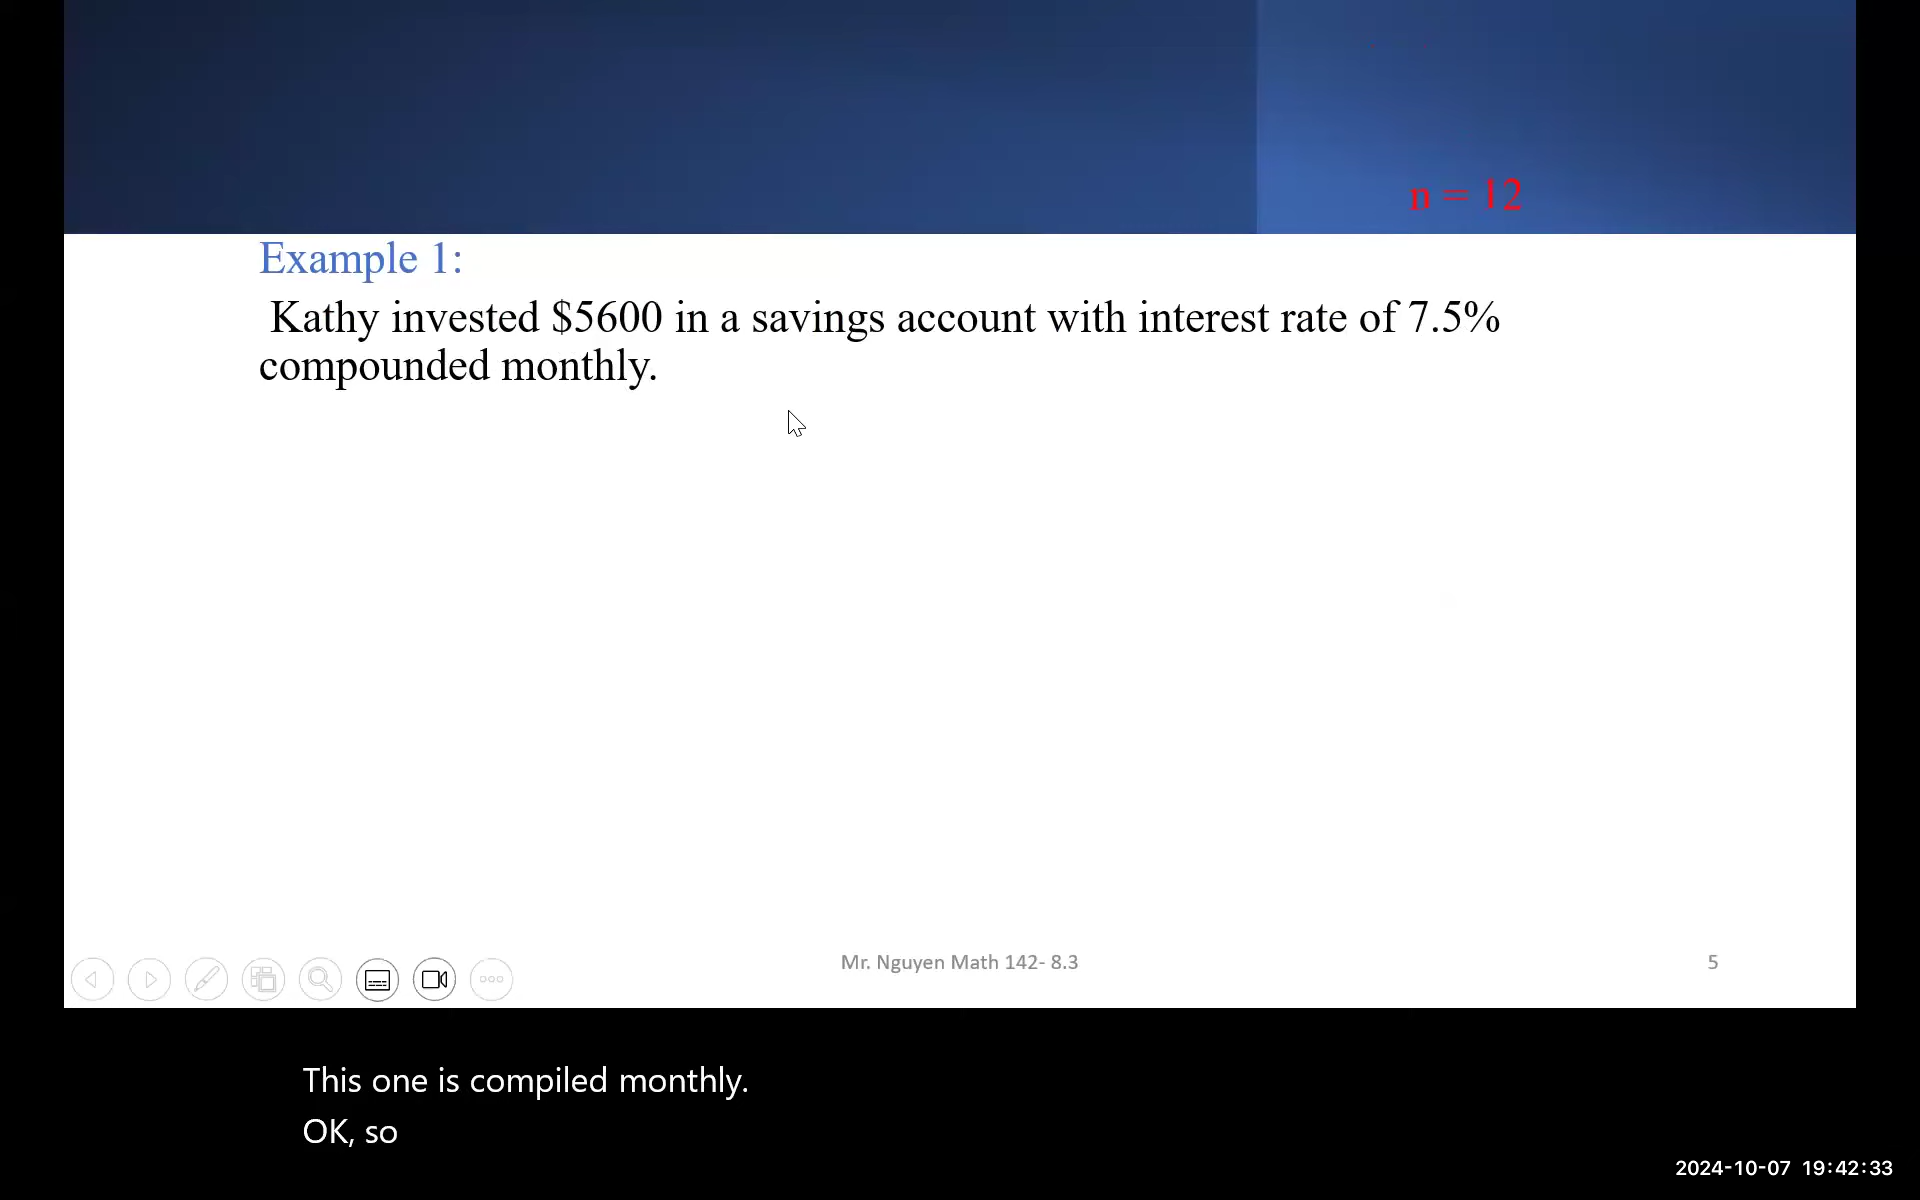 n = 12
Example 1:
Kathy invested $5600 in a savings account with interest rate of 7.5%
compounded monthly.
Mr. Nguyen Math 142- 8.3
5
This one is compiled monthly.
OK, so
2024-10-07 19:42:33